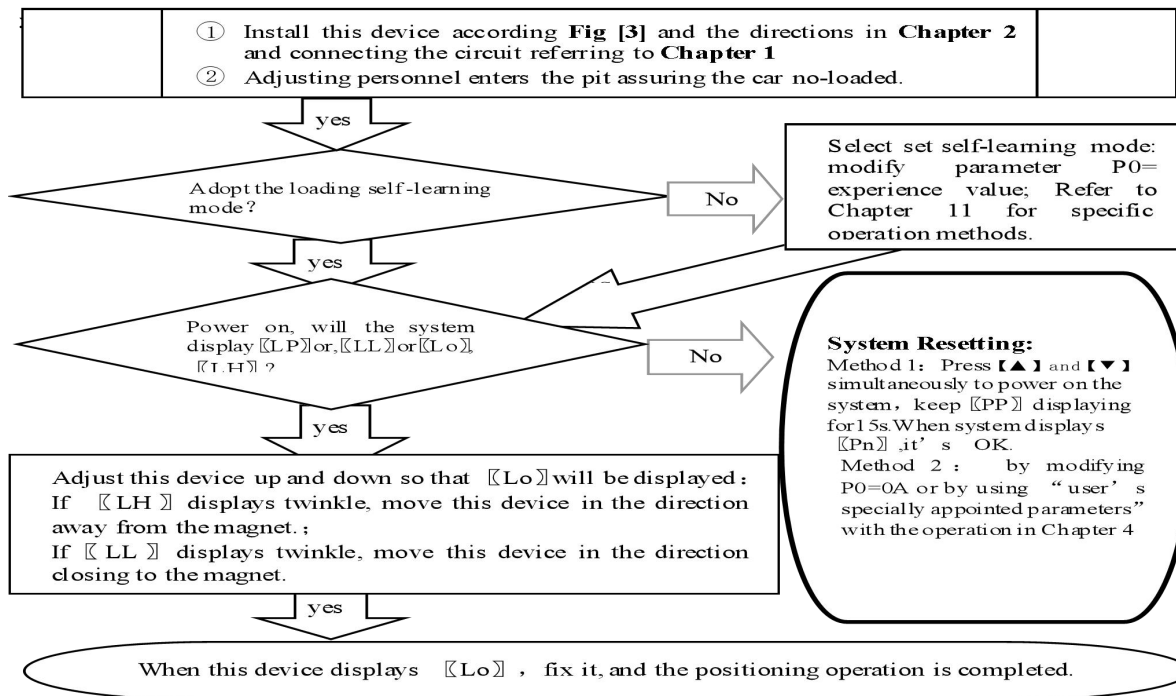 ① Install this device according Fig [3] and the directions in Chapter 2
and connecting the circuit referring to Chapter 1
② Adjusting personnel enters the pit assuring the car no-loaded.
yes
Adopt the loading self-learning
mode?
No
Select set self-learning mode:
modify parameter P0=
experience value; Refer to
Chapter 11 for specific
operation methods.
yes
Power on, will the system
display〖LP〗or,〖LL〗or〖Lo〗,
〖LH〗?
No
System Resetting:
Method 1: Press【▲】and【▼】
simultaneously to power on the
system, keep〖PP〗displaying
for15s.When system displays
〖Pn〗,it's OK.
Method 2: by modifying
P0=0A or by using “user's
specially appointed parameters”
with the operation in Chapter 4
yes
Adjust this device up and down so that 〖Lo〗will be displayed:
If 〖LH〗displays twinkle, move this device in the direction
away from the magnet.;
If 〖LL〗displays twinkle, move this device in the direction
closing to the magnet.
yes
When this device displays 〖Lo〗, fix it, and the positioning operation is completed.